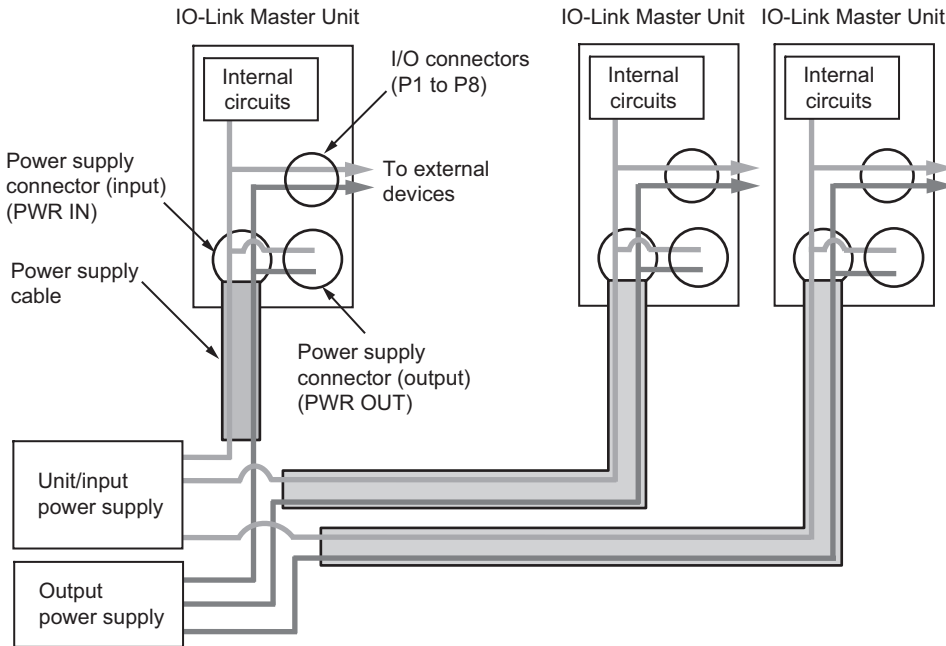 IO-Link Master Unit
IO-Link Master Unit
IO-Link Master Unit
Internal
circuits
I/O connectors
(P1 to P8)
Internal
circuits
Internal
circuits
Power supply
connector (input)
(PWR IN)
To external
devices
Power supply
cable
Power supply
connector (output)
(PWR OUT)
Unit/input
power supply
Output
power supply